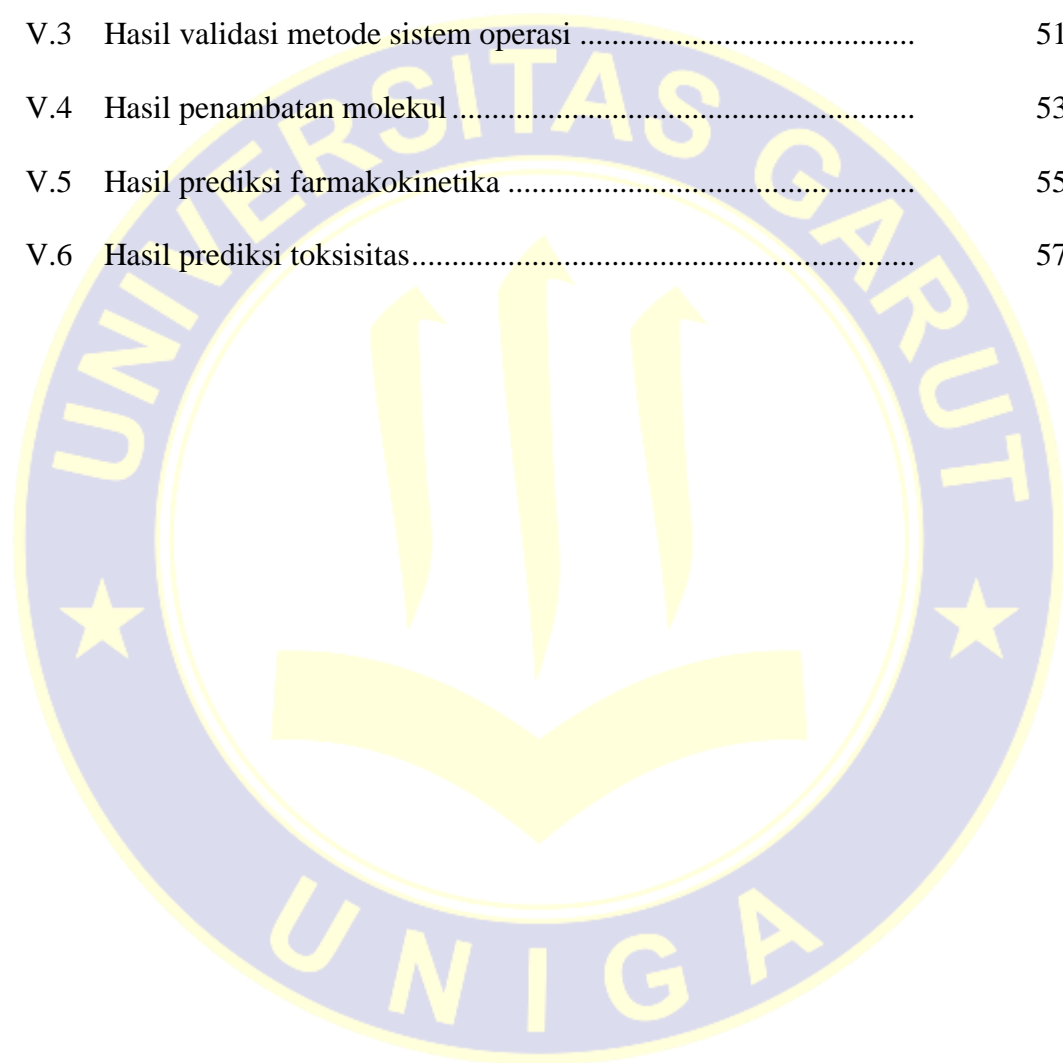 V.3 Hasil validasi metode sistem operasi .................................... 51
V.4 Hasil penambatan molekul .................................................... 53
V.5 Hasil prediksi farmakokinetika ............................................. 55
V.6 Hasil prediksi toksisitas......................................................... 57
UNIVERSITAS GARUT
UNIGA